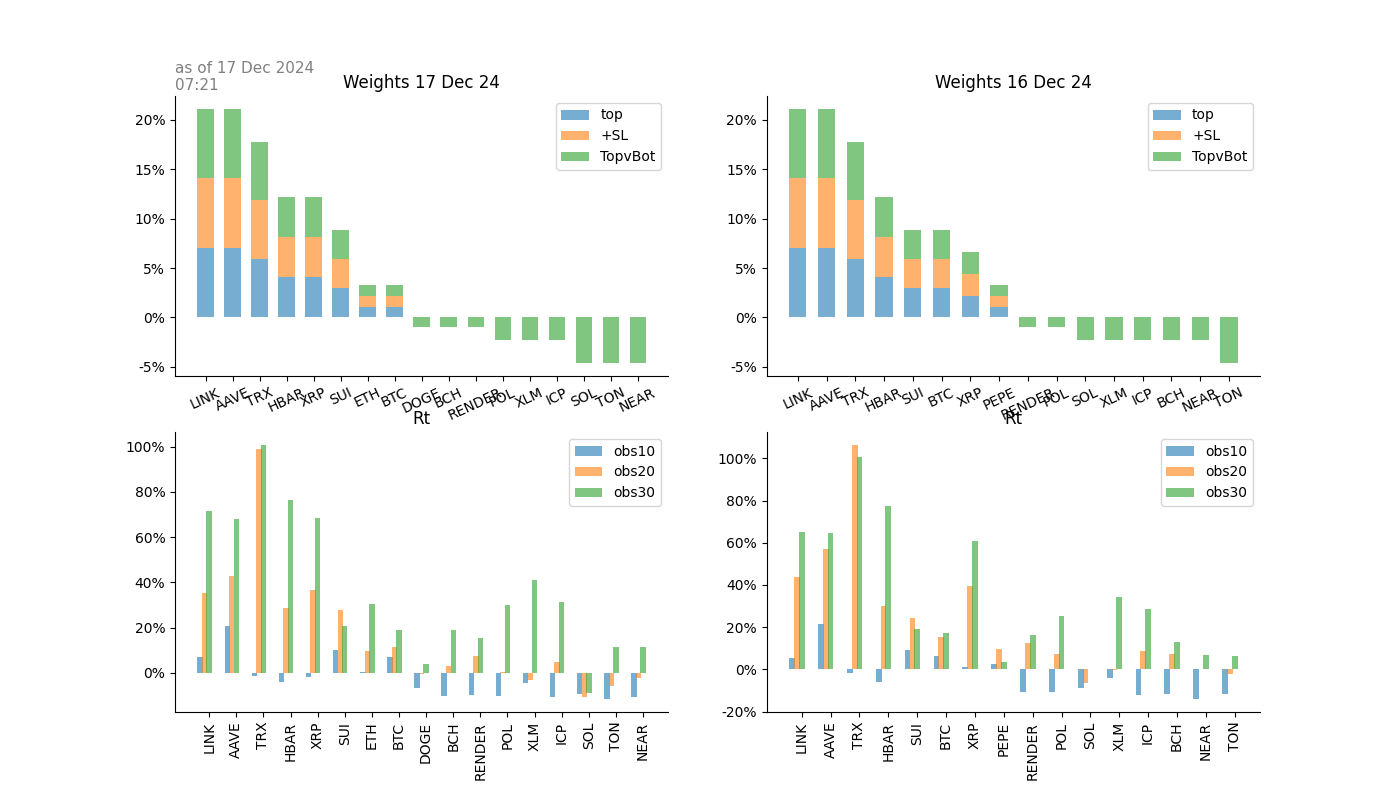 as of 17 Dec 2024
07:21
Weights 17 Dec 24
20%
15%
10%
5%
0%
-5%
top
+SL
TopvBot
LINK AAVE TRX HBAR XRP SUI ETH BTC DOGE BCH RENDER POL XLM ICP SOL TON NEAR
Weights 16 Dec 24
20%
15%
10%
5%
0%
-5%
top
+SL
TopvBot
LINK AAVE TRX HBAR SUI BTC XRP PEPE RENDER POL SOL XLM ICP BCH NEAR TON
Rt
100%
80%
60%
40%
20%
0%
obs10
obs20
obs30
LINK AAVE TRX HBAR XRP SUI ETH BTC DOGE BCH RENDER POL XLM ICP SOL TON NEAR
Rt
100%
80%
60%
40%
20%
0%
-20%
obs10
obs20
obs30
LINK AAVE TRX HBAR SUI BTC XRP PEPE RENDER POL SOL XLM ICP BCH NEAR TON